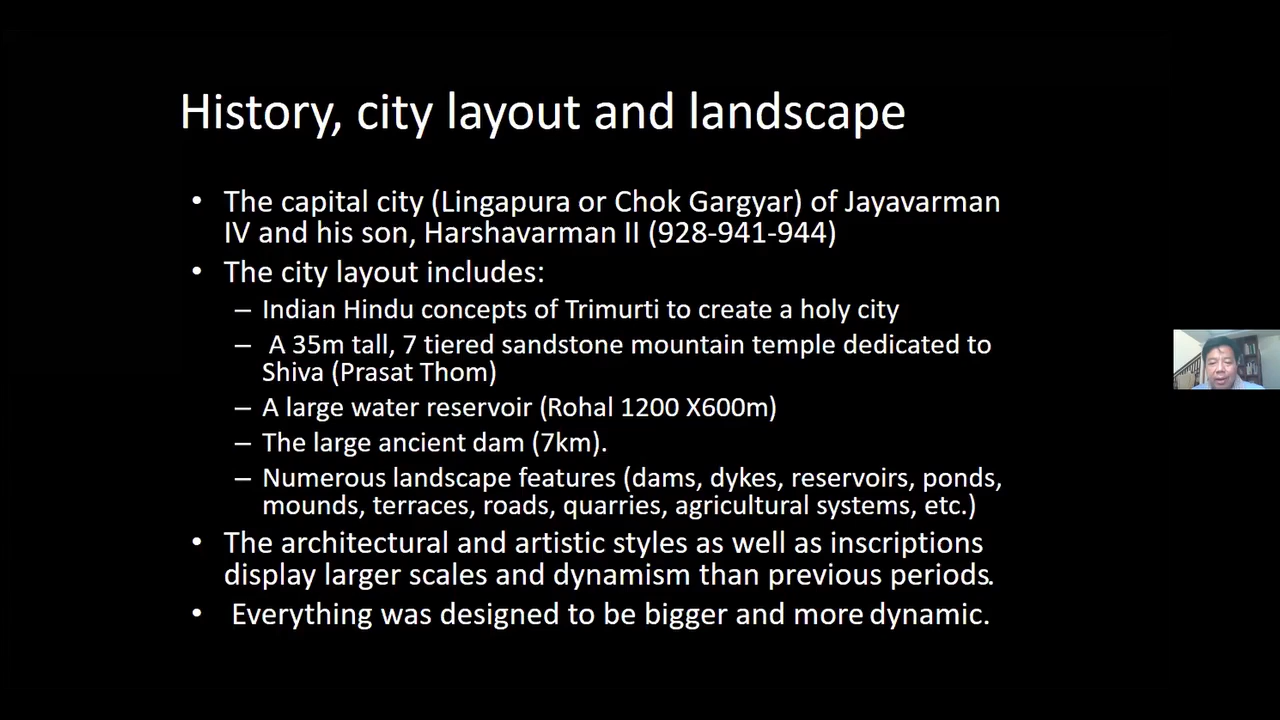 History, city layout and landscape
• The capital city (Lingapura or Chok Gargyar) of Jayavarman
IV and his son, Harshavarman II (928-941-944)
• The city layout includes:
– Indian Hindu concepts of Trimurti to create a holy city
– A 35m tall, 7 tiered sandstone mountain temple dedicated to
Shiva (Prasat Thom)
– A large water reservoir (Rohal 1200 X600m)
– The large ancient dam (7km).
– Numerous landscape features (dams, dykes, reservoirs, ponds,
mounds, terraces, roads, quarries, agricultural systems, etc.)
• The architectural and artistic styles as well as inscriptions
display larger scales and dynamism than previous periods.
• Everything was designed to be bigger and more dynamic.